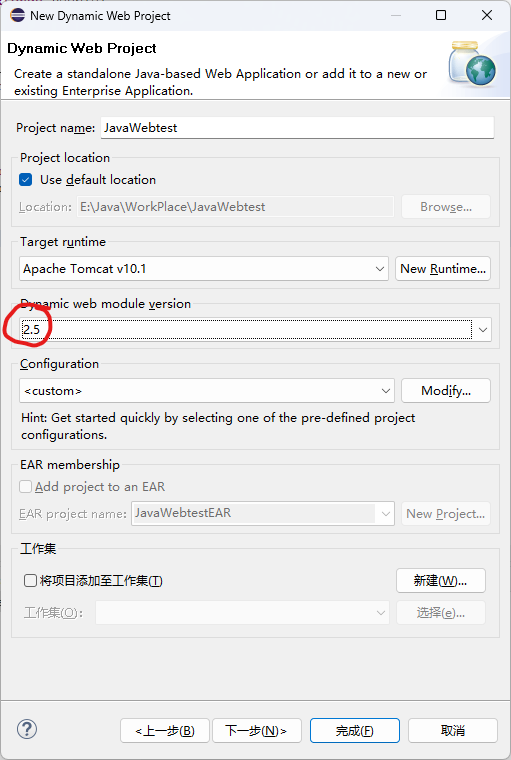 New Dynamic Web Project
Dynamic Web Project
Create a standalone Java-based Web Application or add it to a new or
existing Enterprise Application.
Project name: JavaWebtest
Project location
Use default location
Location: E:\Java\WorkPlace\JavaWebtest Browse...
Target runtime
Apache Tomcat v10.1 New Runtime...
Dynamic web module version
2.5
Configuration
<custom> Modify...
Hint: Get started quickly by selecting one of the pre-defined project
configurations.
EAR membership
Add project to an EAR
EAR project name: JavaWebtestEAR New Project...
工作集
将项目添加至工作集(T) 新建(W)...
工作集(O): 选择(e)...
? <上一步(B) 下一步(N)> 完成(F) 取消